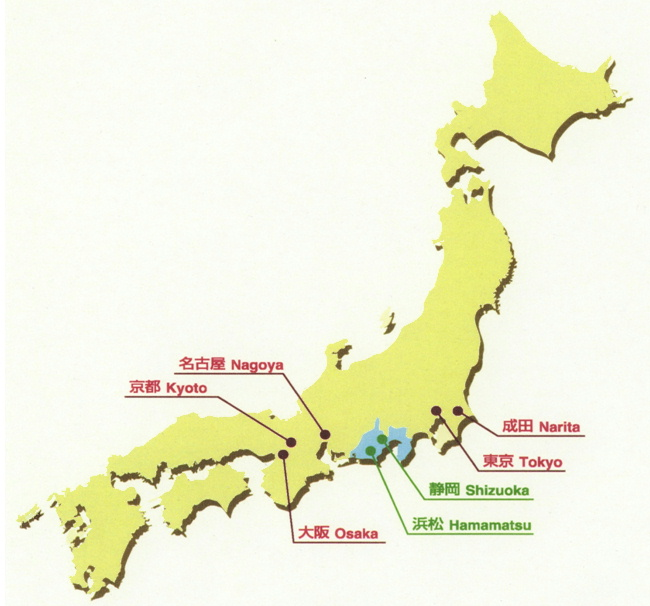 名古屋 Nagoya
京都 Kyoto
成田 Narita
東京 Tokyo
静岡 Shizuoka
浜松 Hamamatsu
大阪 Osaka